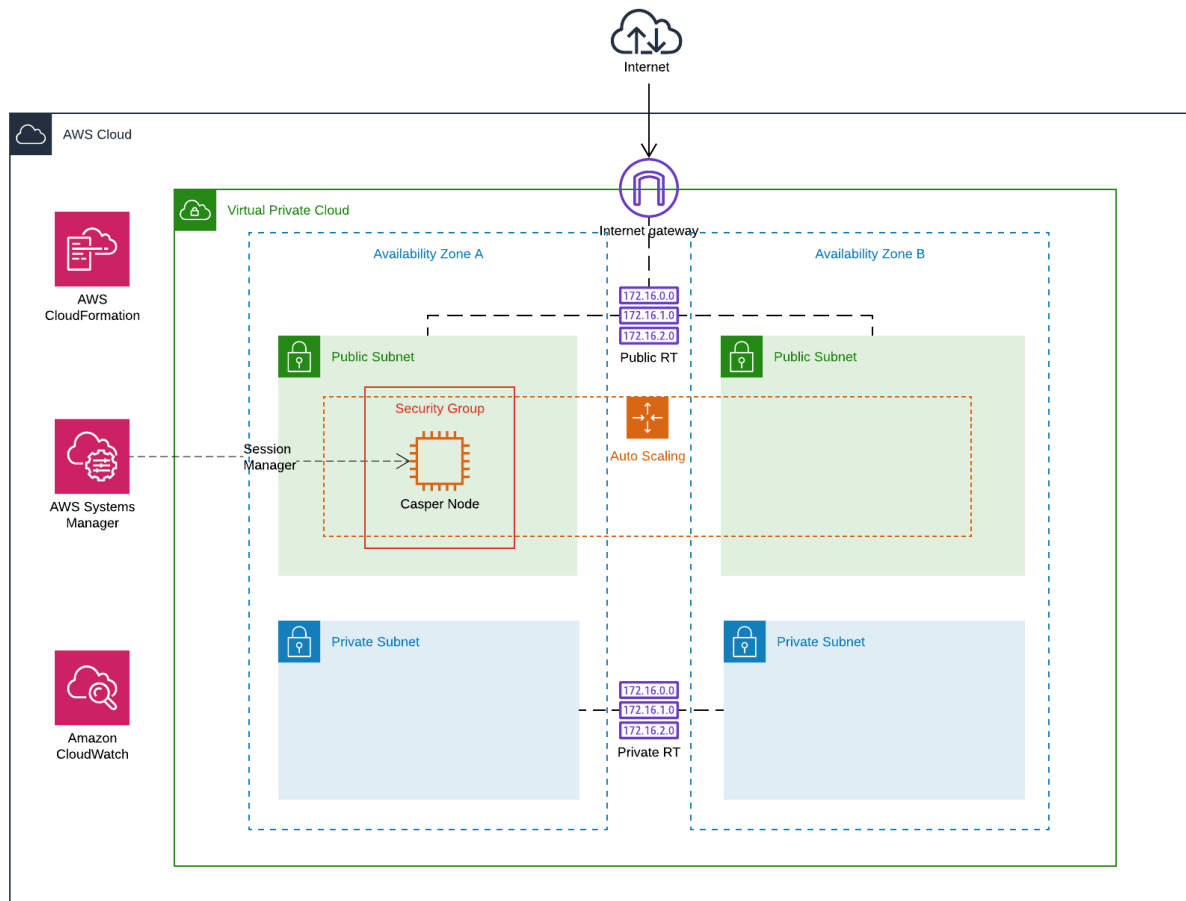 Internet
AWS Cloud
Virtual Private Cloud
Internet gateway
AWS
CloudFormation
Availability Zone A
Availability Zone B
172.16.0.0
172.16.1.0
172.16.2.0
Public RT
Public Subnet
Public Subnet
Security Group
Auto Scaling
Session
Manager
Casper Node
AWS Systems
Manager
Private Subnet
Private Subnet
172.16.0.0
172.16.1.0
172.16.2.0
Private RT
Amazon
CloudWatch